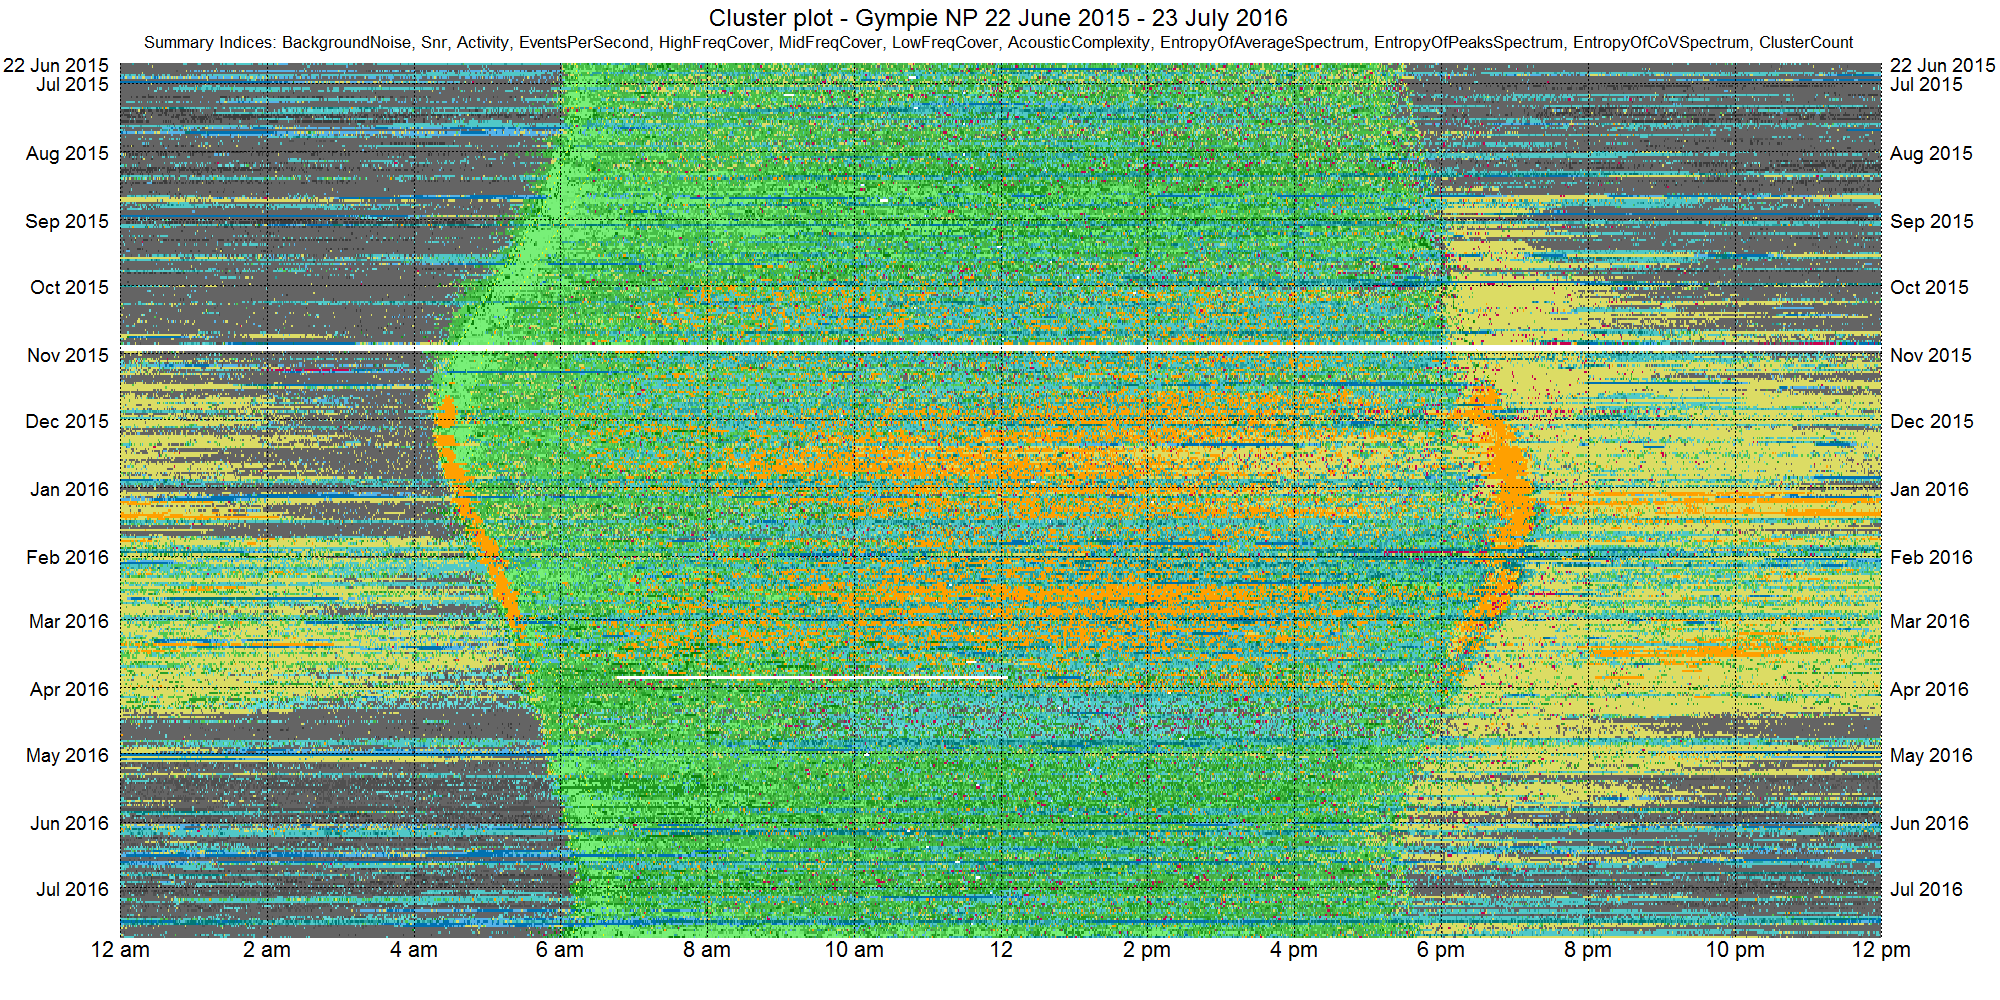 Cluster plot - Gympie NP 22 June 2015 - 23 July 2016
Summary Indices: BackgroundNoise, Snr, Activity, EventsPerSecond, HighFreqCover, MidFreqCover, LowFreqCover, AcousticComplexity, EntropyOfAverageSpectrum, EntropyOfPeaksSpectrum, EntropyOfCoVSpectrum, ClusterCount
22 Jun 2015 22 Jun 2015
Jul 2015 Jul 2015
Aug 2015 Aug 2015
Sep 2015 Sep 2015
Oct 2015 Oct 2015
Nov 2015 Nov 2015
Dec 2015 Dec 2015
Jan 2016 Jan 2016
Feb 2016 Feb 2016
Mar 2016 Mar 2016
Apr 2016 Apr 2016
May 2016 May 2016
Jun 2016 Jun 2016
Jul 2016 Jul 2016
12 am 2 am 4 am 6 am 8 am 10 am 12 2 pm 4 pm 6 pm 8 pm 10 pm 12 pm